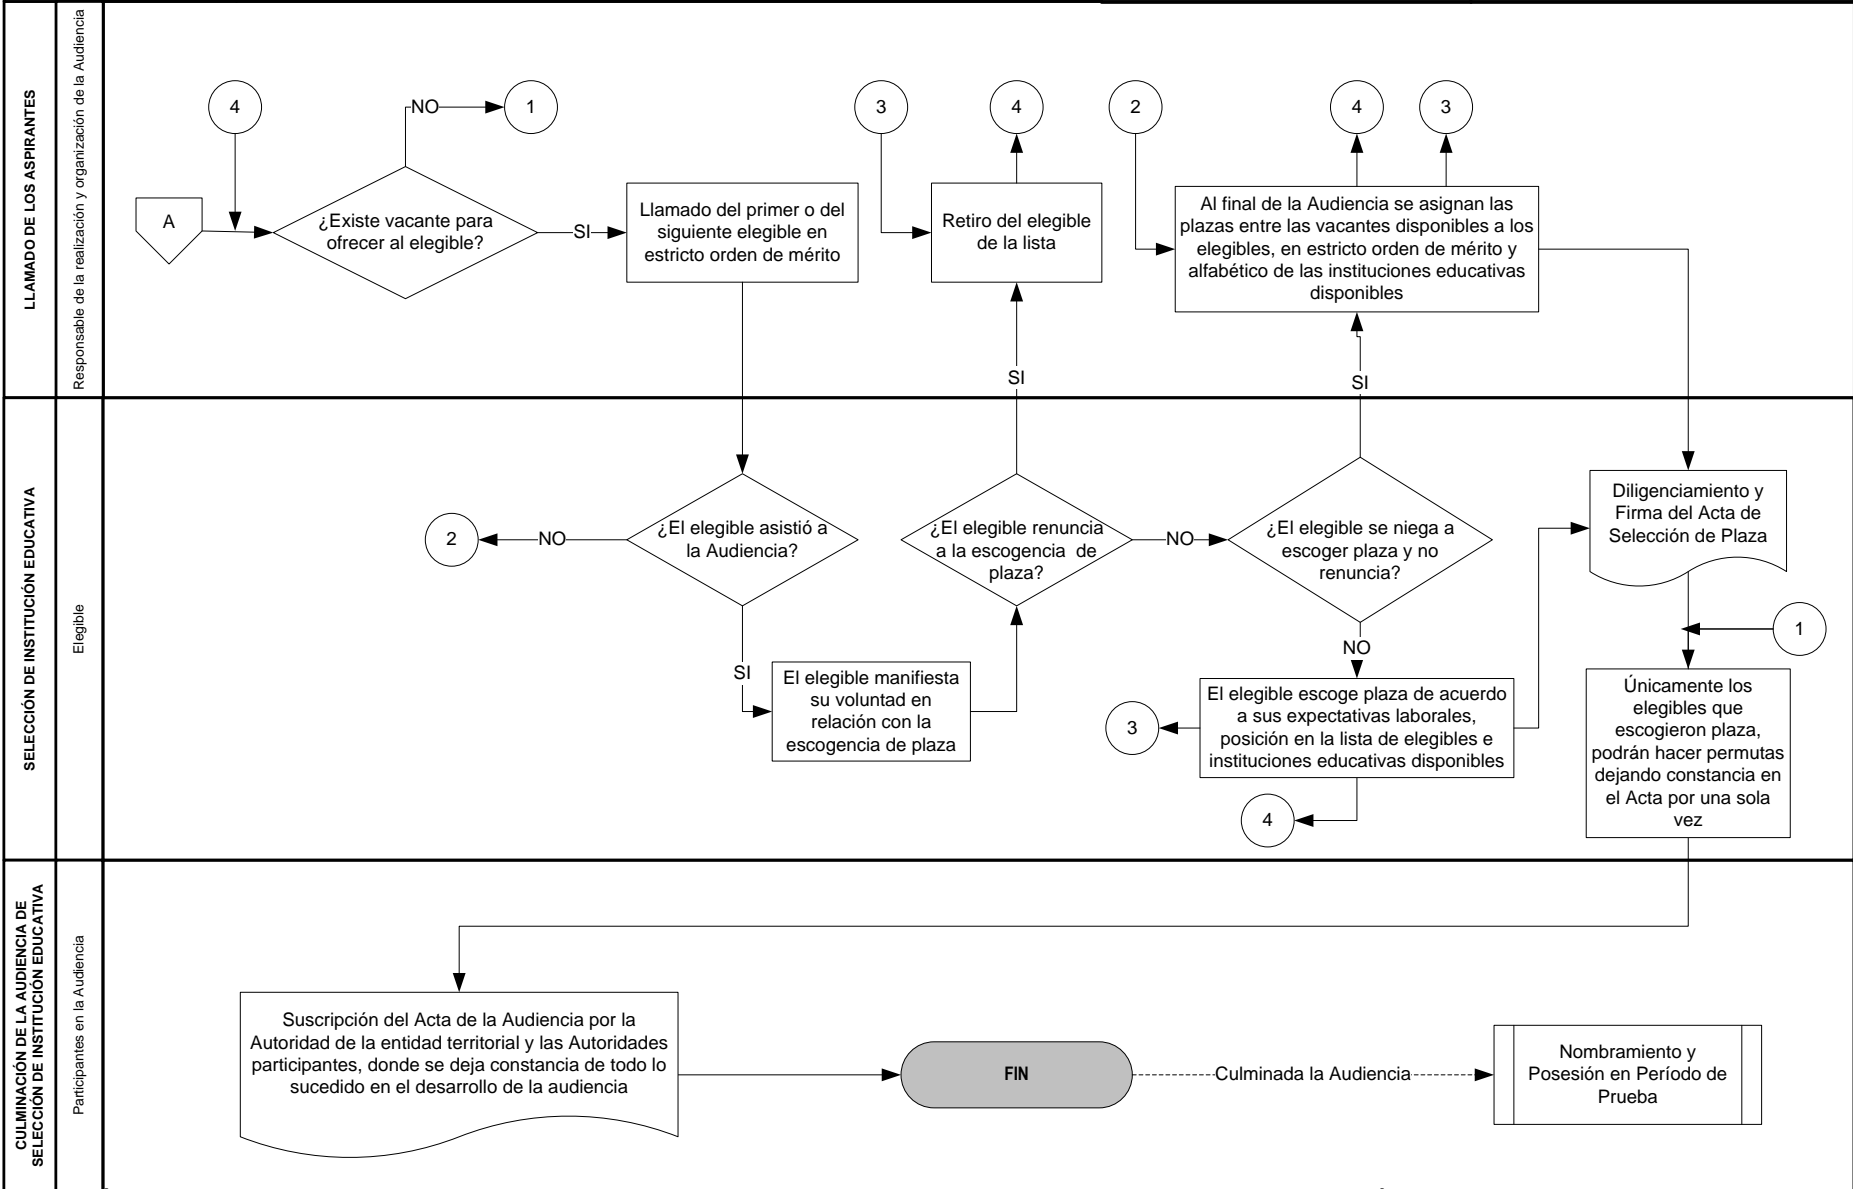 LLAMADO DE LOS ASPIRANTES
Responsable de la realización y organización de la Audiencia
4
NO
1
A
¿Existe vacante para
ofrecer al elegible?
SI
Llamado del primer o del
siguiente elegible en
estricto orden de mérito
3
4
Retiro del elegible
de la lista
SI
2
4
3
Al final de la Audiencia se asignan las
plazas entre las vacantes disponibles a los
elegibles, en estricto orden de mérito y
alfabético de las instituciones educativas
disponibles
SI
SELECCIÓN DE INSTITUCIÓN EDUCATIVA
Elegible
2
NO
¿El elegible asistió a
la Audiencia?
SI
El elegible manifiesta
su voluntad en
relación con la
escogencia de plaza
¿El elegible renuncia
a la escogencia de
plaza?
NO
¿El elegible se niega a
escoger plaza y no
renuncia?
NO
El elegible escoge plaza de acuerdo
a sus expectativas laborales,
posición en la lista de elegibles e
instituciones educativas disponibles
3
4
Diligenciamiento y
Firma del Acta de
Selección de Plaza
1
Únicamente los
elegibles que
escogieron plaza,
podrán hacer permutas
dejando constancia en
el Acta por una sola
vez
CULMINACIÓN DE LA AUDIENCIA DE
SELECCIÓN DE INSTITUCIÓN EDUCATIVA
Participantes en la Audiencia
Suscripción del Acta de la Audiencia por la
Autoridad de la entidad territorial y las Autoridades
participantes, donde se deja constancia de todo lo
sucedido en el desarrollo de la audiencia
FIN
Culminada la Audiencia
Nombramiento y
Posesión en Período de
Prueba